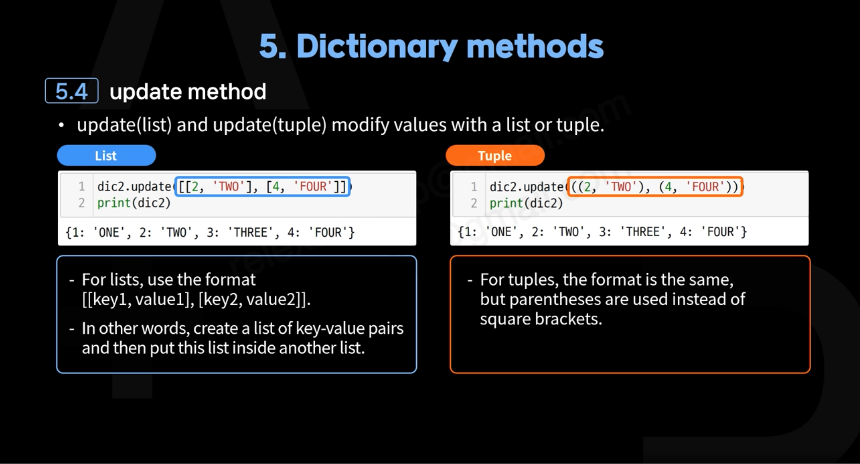 5. Dictionary methods
5.4 update method
• update(list) and update(tuple) modify values with a list or tuple.
List
1 dic2.update([[2, 'TWO'], [4, 'FOUR']])
2 print(dic2)
{1: 'ONE', 2: 'TWO', 3: 'THREE', 4: 'FOUR'}
- For lists, use the format
[[key1, value1], [key2, value2]].
- In other words, create a list of key-value pairs
and then put this list inside another list.
Tuple
1 dic2.update(((2, 'TWO'), (4, 'FOUR')))
2 print(dic2)
{1: 'ONE', 2: 'TWO', 3: 'THREE', 4: 'FOUR'}
- For tuples, the format is the same,
but parentheses are used instead of
square brackets.